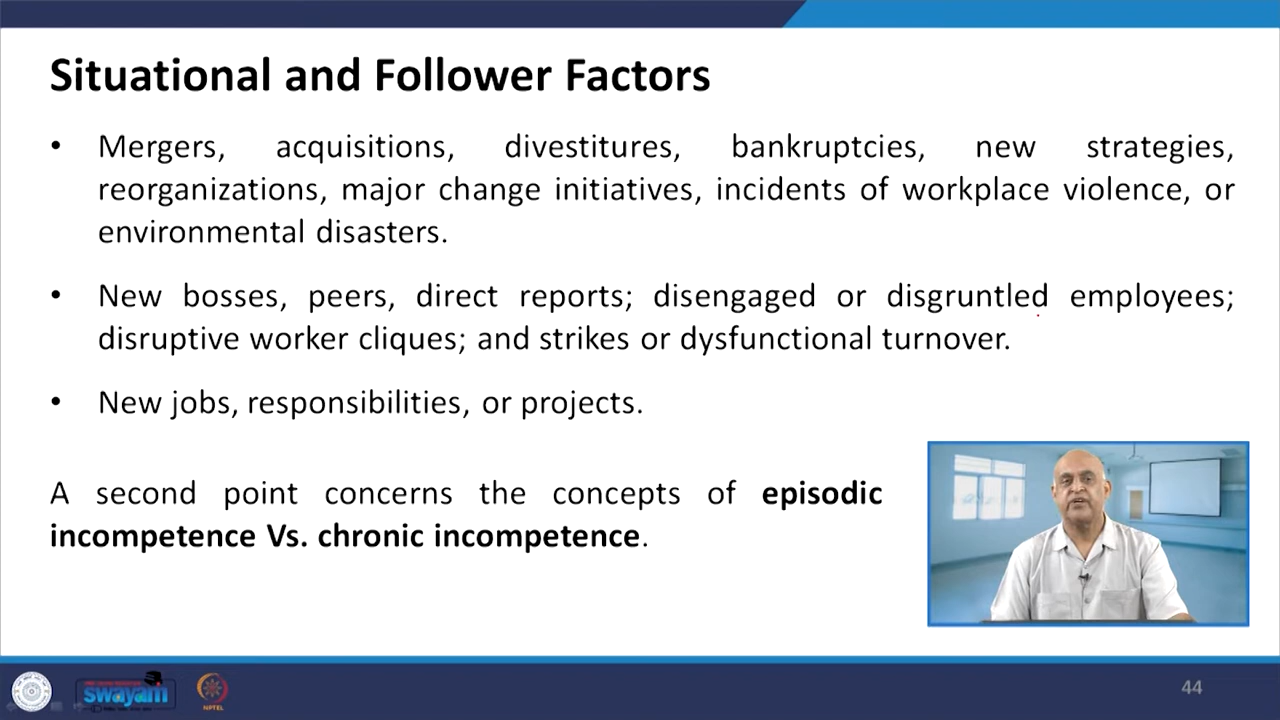 Situational and Follower Factors
• Mergers, acquisitions, divestitures, bankruptcies, new strategies,
reorganizations, major change initiatives, incidents of workplace violence, or
environmental disasters.
• New bosses, peers, direct reports; disengaged or disgruntled employees;
disruptive worker cliques; and strikes or dysfunctional turnover.
• New jobs, responsibilities, or projects.
A second point concerns the concepts of episodic
incompetence Vs. chronic incompetence.
swayam
NPTEL
44